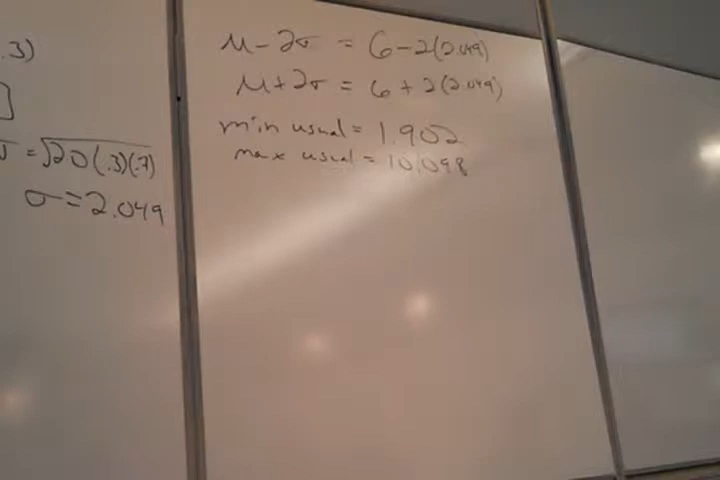 .3)
]
σ = √20(.3)(.7)
σ = 2.049
μ - 2σ = 6 - 2(2.049)
μ + 2σ = 6 + 2(2.049)
min usual = 1.902
max usual = 10.098